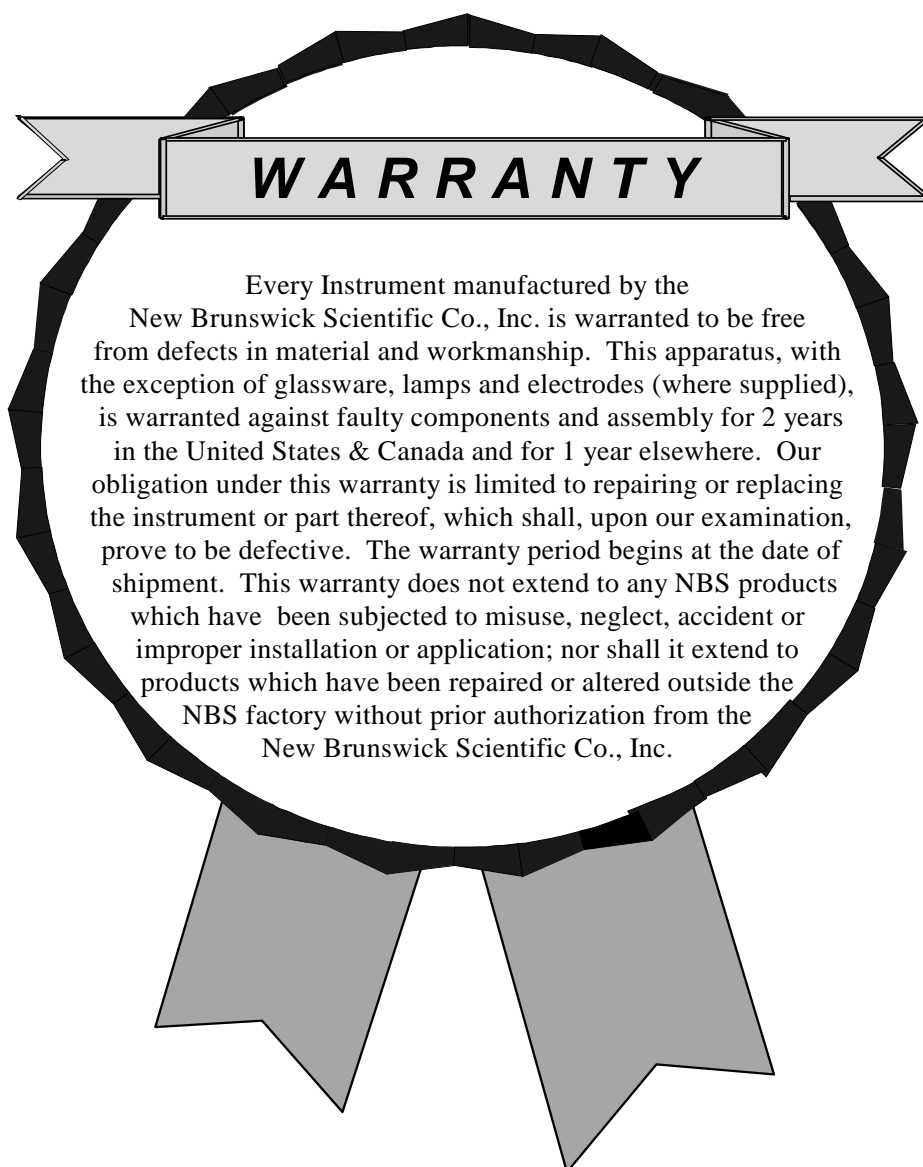 WARRANTY
Every Instrument manufactured by the
New Brunswick Scientific Co., Inc. is warranted to be free
from defects in material and workmanship.  This apparatus, with
the exception of glassware, lamps and electrodes (where supplied),
is warranted against faulty components and assembly for 2 years
in the United States & Canada and for 1 year elsewhere.  Our
obligation under this warranty is limited to repairing or replacing
the instrument or part thereof, which shall, upon our examination,
prove to be defective.  The warranty period begins at the date of
shipment.  This warranty does not extend to any NBS products
which have  been subjected to misuse, neglect, accident or
improper installation or application; nor shall it extend to
products which have been repaired or altered outside the
NBS factory without prior authorization from the
New Brunswick Scientific Co., Inc.